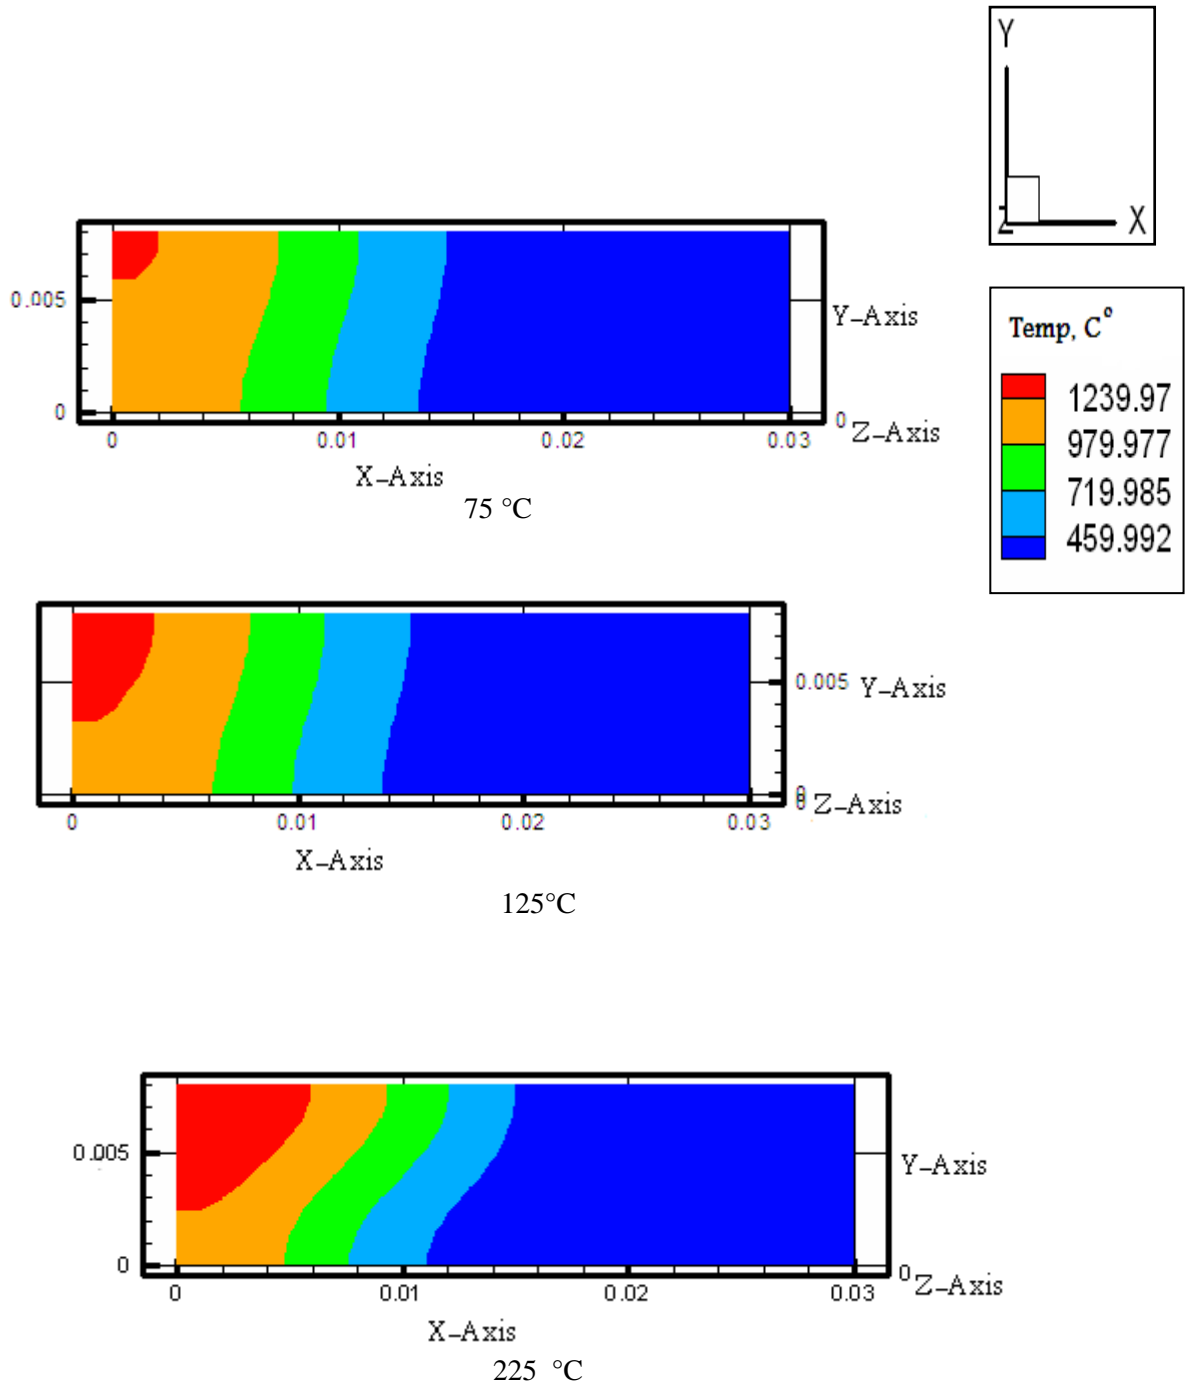 Y
Z X
Temp, C°
1239.97
979.977
719.985
459.992
0.005
Y-Axis
0
0 0.01 0.02 0.03
0 Z-Axis
X-Axis
75 °C
0.005 Y-Axis
0 Z-Axis
0 0.01 0.02 0.03
X-Axis
125°C
0.005
Y-Axis
0
0 Z-Axis
0 0.01 0.02 0.03
X-Axis
225 °C